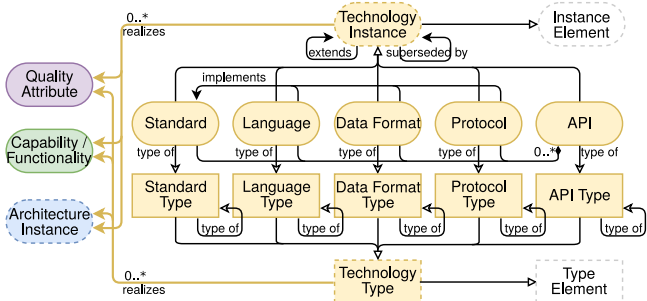 0..*
realizes
Technology
Instance
Instance
Element
extends
superseded by
implements
Quality
Attribute
Capability /
Functionality
Architecture
Instance
Standard
Language
Data Format
Protocol
API
type of
type of
type of
type of
0..*
type of
Standard
Type
Language
Type
Data Format
Type
Protocol
Type
API Type
type of
type of
type of
type of
type of
0..*
realizes
Technology
Type
Type
Element